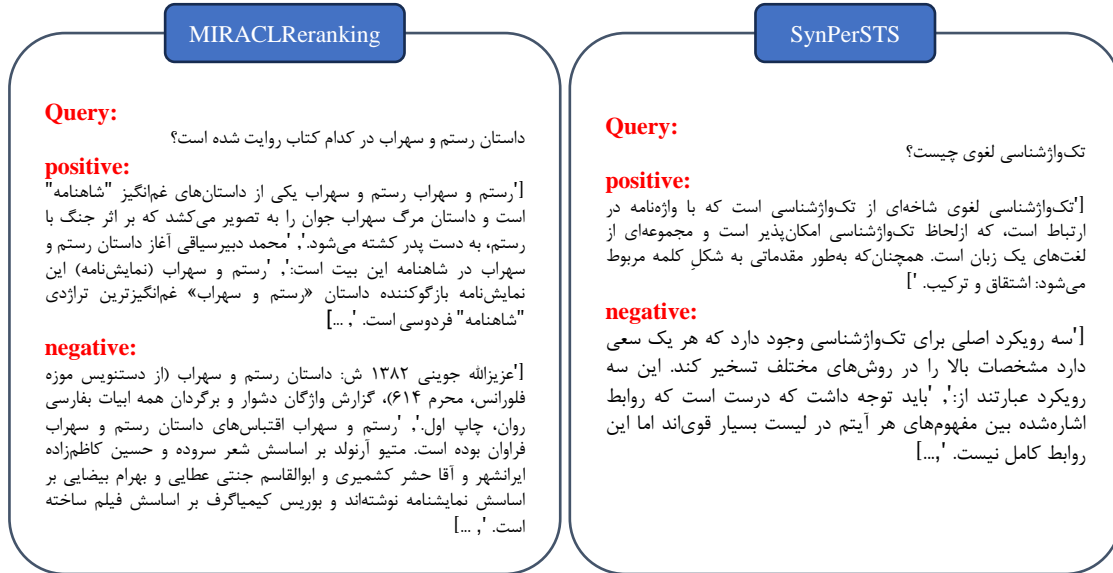 MIRACLReranking
Query:
داستان رستم و سهراب در کدام کتاب روایت شده است؟
positive:
['رستم و سهراب رستم و سهراب یکی از داستان‌های غم‌انگیز "شاهنامه"
است و داستان مرگ سهراب جوان را به تصویر می‌کشد که بر اثر جنگ با
رستم، به دست پدر کشته می‌شود.', 'محمد دبیرسیاقی آغاز داستان رستم و
سهراب در شاهنامه این بیت است:', 'رستم و سهراب (نمایش‌نامه) این
نمایش‌نامه بازگوکننده داستان «رستم و سهراب» غم‌انگیزترین تراژدی
"شاهنامه" فردوسی است. ', ...]
negative:
['عزیزالله جوینی ۱۳۸۲ ش: داستان رستم و سهراب (از دستنویس موزه
فلورانس، محرم ۶۱۴)، گزارش واژگان دشوار و برگردان همه ابیات بفارسی
روان، چاپ اول.', 'رستم و سهراب اقتباس‌های داستان رستم و سهراب
فراوان بوده است. متیو آرنولد بر اساسش شعر سروده و حسین کاظم‌زاده
ایرانشهر و آقا حشر کشمیری و ابوالقاسم جنتی عطایی و بهرام بیضایی بر
اساسش نمایشنامه نوشته‌اند و بوریس کیمیاگرف بر اساسش فیلم ساخته
است. ', ...]
SynPerSTS
Query:
تک‌واژشناسی لغوی چیست؟
positive:
['تک‌واژشناسی لغوی شاخه‌ای از تک‌واژشناسی است که با واژه‌نامه در
ارتباط است، که ازلحاظ تک‌واژشناسی امکان‌پذیر است و مجموعه‌ای از
لغت‌های یک زبان است. همچنان‌که به‌طور مقدماتی به شکلِ کلمه مربوط
می‌شود: اشتقاق و ترکیب. ']
negative:
['سه رویکرد اصلی برای تک‌واژشناسی وجود دارد که هر یک سعی
دارد مشخصات بالا را در روش‌های مختلف تسخیر کند. این سه
رویکرد عبارتند از:', 'باید توجه داشت که درست است که روابط
اشاره‌شده بین مفهوم‌های هر آیتم در لیست بسیار قوی‌اند اما این
روابط کامل نیست. ',...]